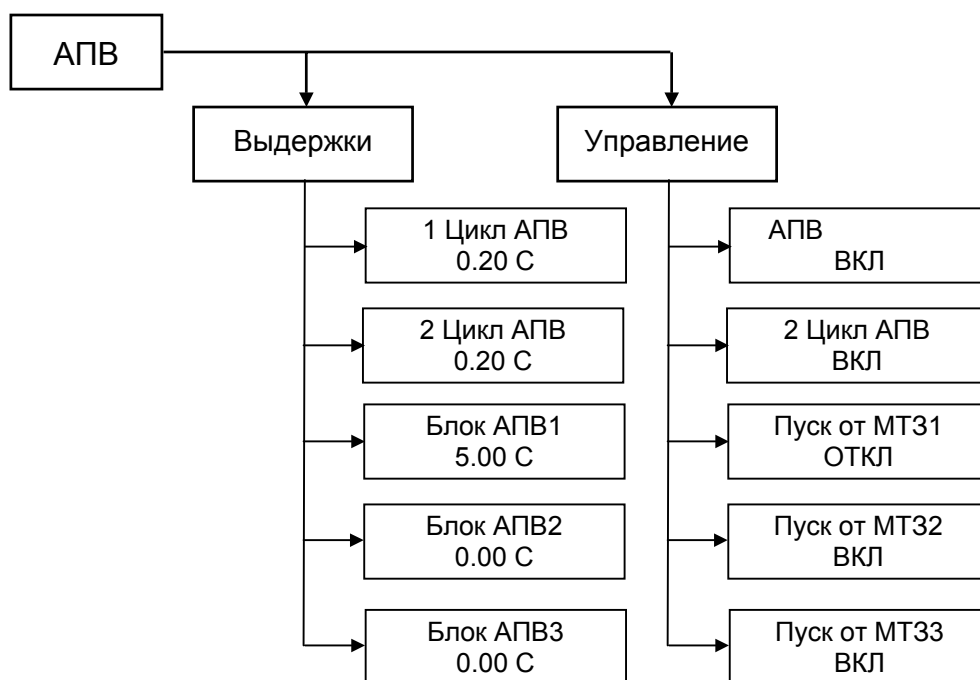 АПВ
Выдержки
Управление
1 Цикл АПВ
0.20 С
2 Цикл АПВ
0.20 С
Блок АПВ1
5.00 С
Блок АПВ2
0.00 С
Блок АПВ3
0.00 С
АПВ
ВКЛ
2 Цикл АПВ
ВКЛ
Пуск от МТЗ1
ОТКЛ
Пуск от МТЗ2
ВКЛ
Пуск от МТЗ3
ВКЛ